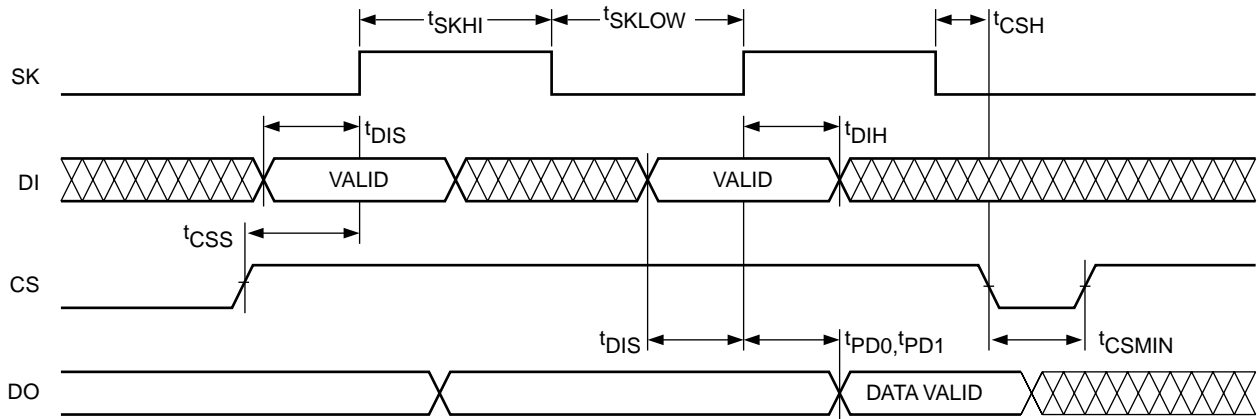 tSKHI tSKLOW tCSH
SK
tDIS tDIH
DI VALID VALID
tCSS
CS
tDIS tPD0,tPD1 tCSMIN
DO DATA VALID